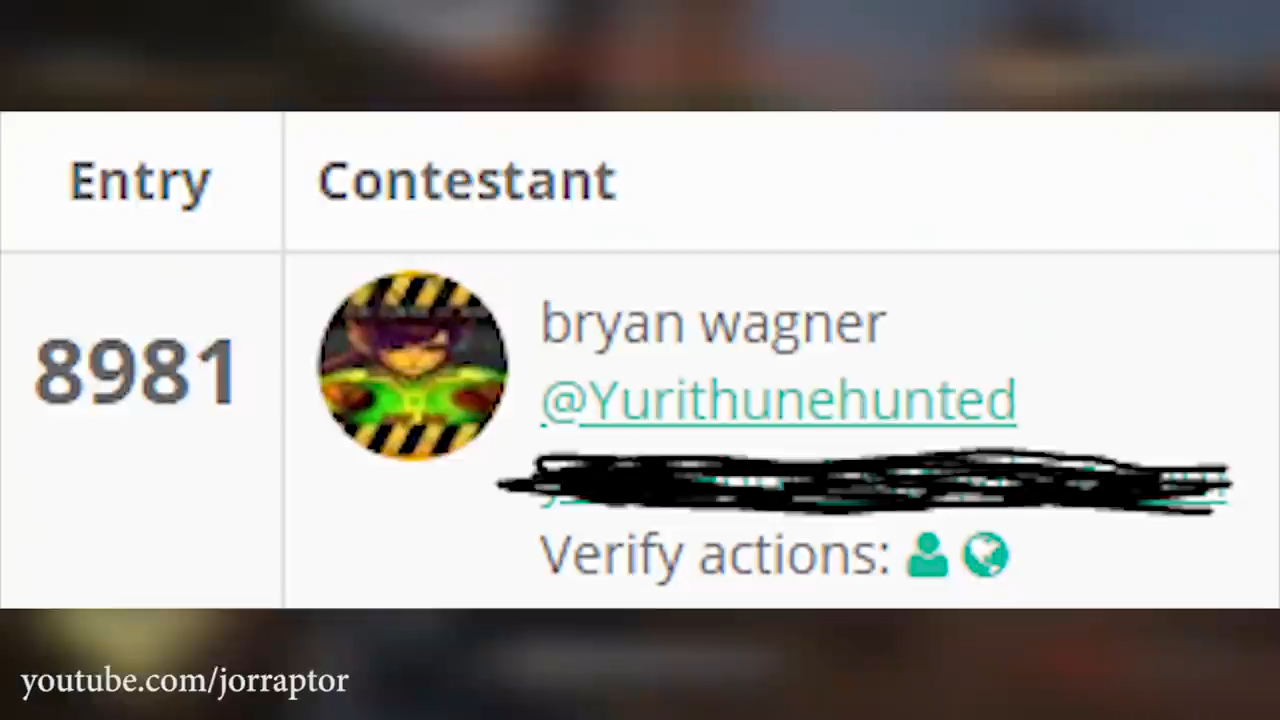 Entry
Contestant
8981
bryan wagner
@Yurithunehunted
Verify actions:
youtube.com/jorraptor